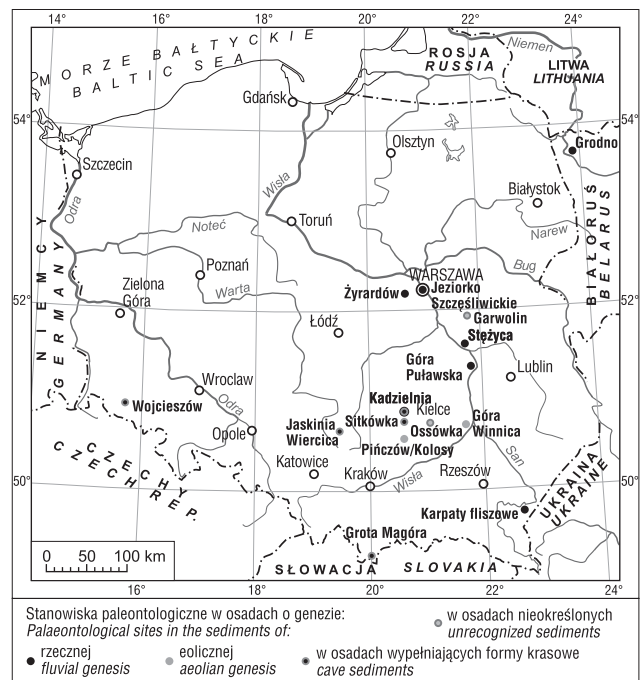 14° 16° 18° 20° 22° 24°
MORZE BAŁTYCKIE
BALTIC SEA
ROSJA
RUSSIA
Niemen
LITWA
LITHUANIA
Gdańsk
54° 54°
Olsztyn
Grodno
Szczecin
Wisła
Białystok
Odra
Toruń
Noteć
Narew
BIAŁORUŚ
BELARUS
NIEMCY
GERMANY
Poznań
Bug
WARSZAWA
Zielona
Góra
Warta
Żyrardów
Jeziorko
Szczęśliwickie
52° 52°
Garwolin
Łódź
Stężyca
Góra
Puławska
Lublin
Wrocław
Wojcieszów
Odra
Kadzielnia
Kielce
Jaskinia
Wiercica
Sitkówka
Ossówka
Góra
Winnica
Opole
Pińczów/Kolosy
CZECHY
CZECH REP.
Katowice
50° 50°
Kraków
Wisła
Rzeszów
San
UKRAINA
UKRAINE
Karpaty fliszowe
Grota Magóra
0 50 100 km
SŁOWACJA SLOVAKIA
16° 18° 20° 22° 24°
Stanowiska paleontologiczne w osadach o genezie:
Palaeontological sites in the sediments of:
w osadach nieokreślonych
unrecognized sediments
rzecznej
fluvial genesis
eolicznej
aeolian genesis
w osadach wypełniających formy krasowe
cave sediments